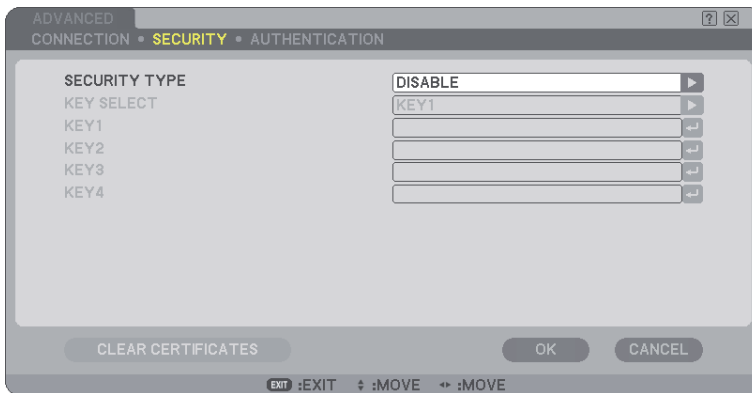 ADVANCED
CONNECTION • SECURITY • AUTHENTICATION
SECURITY TYPE DISABLE
KEY SELECT KEY1
KEY1
KEY2
KEY3
KEY4
CLEAR CERTIFICATES OK CANCEL
EXIT :EXIT :MOVE :MOVE